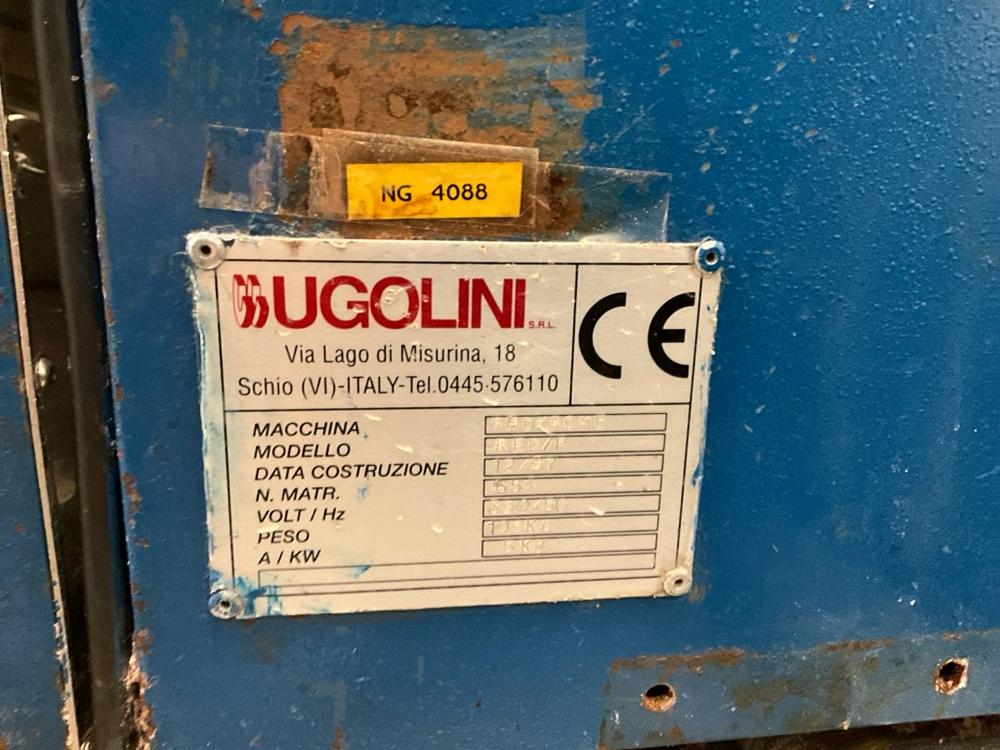 NG 4088
UGOLINI S.R.L.
CE
Via Lago di Misurina, 18
Schio (VI)-ITALY-Tel.0445-576110
MACCHINA
MODELLO
DATA COSTRUZIONE 12/97
N. MATR.
VOLT / Hz
PESO
A / KW